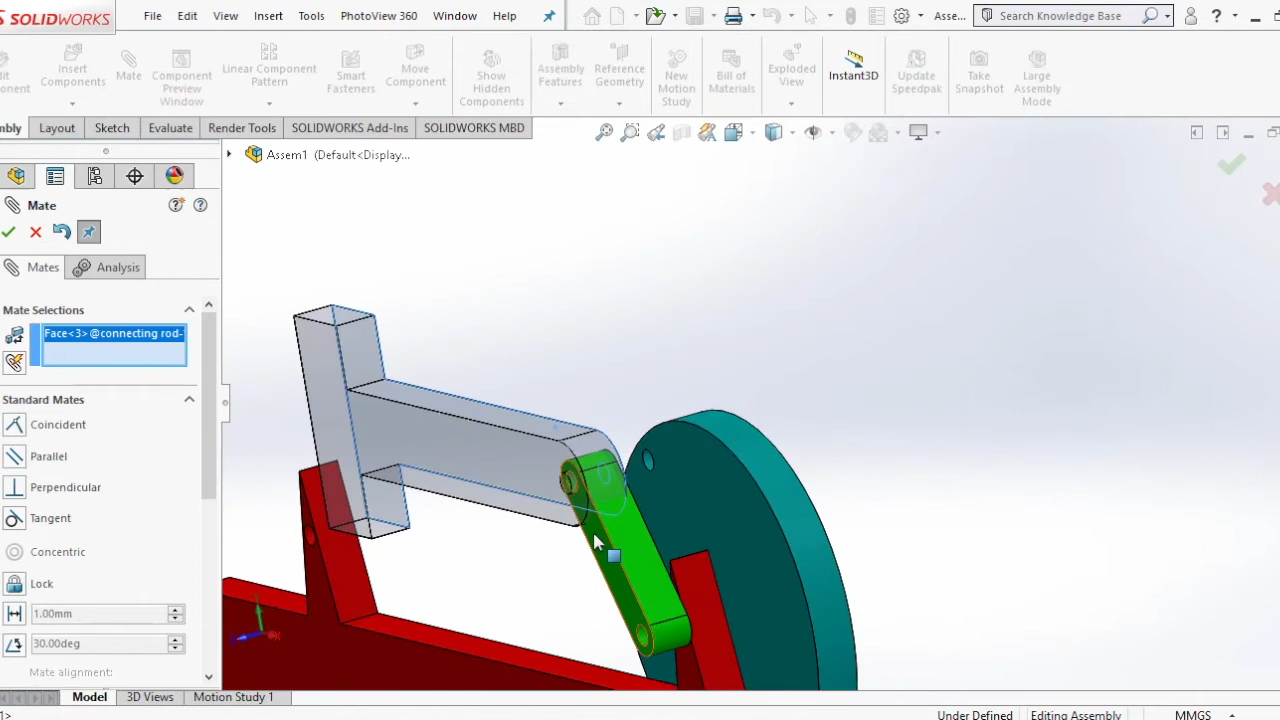 SOLIDWORKS File Edit View Insert Tools PhotoView 360 Window Help Asse... Search Knowledge Base ?
Insert Components
Mate
Component Preview Window
Linear Component Pattern
Smart Fasteners
Move Component
Show Hidden Components
Assembly Features
Reference Geometry
New Motion Study
Bill of Materials
Exploded View
Instant3D
Update Speedpak
Take Snapshot
Large Assembly Mode
Layout Sketch Evaluate Render Tools SOLIDWORKS Add-Ins SOLIDWORKS MBD
Assem1 (Default<Display...
Mate
Mates Analysis
Mate Selections
Face<3>@connecting rod-
Standard Mates
Coincident
Parallel
Perpendicular
Tangent
Concentric
Lock
1.00mm
30.00deg
Mate alignment:
Model 3D Views Motion Study 1
Under Defined Editing Assembly MMGS